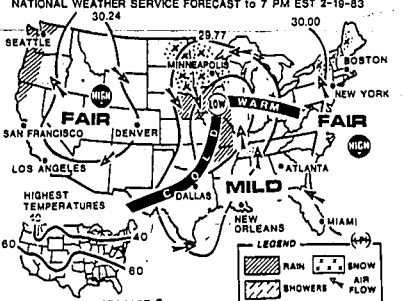 NATIONAL WEATHER SERVICE FORECAST to 7 PM EST 2-19-83
30.24
30.00
29.77
SEATTLE
MINNEAPOLIS
BOSTON
NEW YORK
HIGH
LOW
WARM
FAIR
FAIR
HIGH
SAN FRANCISCO
DENVER
COLD
LOS ANGELES
ATLANTA
MILD
DALLAS
HIGHEST
TEMPERATURES
NEW
ORLEANS
MIAMI
40
40
60
60
LEGEND
RAIN
SNOW
SHOWERS
AIR
FLOW